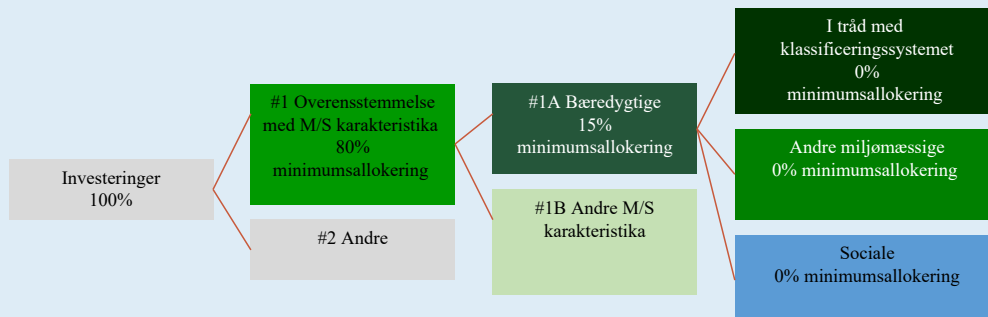 Investeringer
100%
#1 Overensstemmelse
med M/S karakteristika
80%
minimumsallokering
#2 Andre
#1A Bæredygtige
15%
minimumsallokering
#1B Andre M/S
karakteristika
I tråd med
klassificeringssystemet
0%
minimumsallokering
Andre miljømæssige
0% minimumsallokering
Sociale
0% minimumsallokering